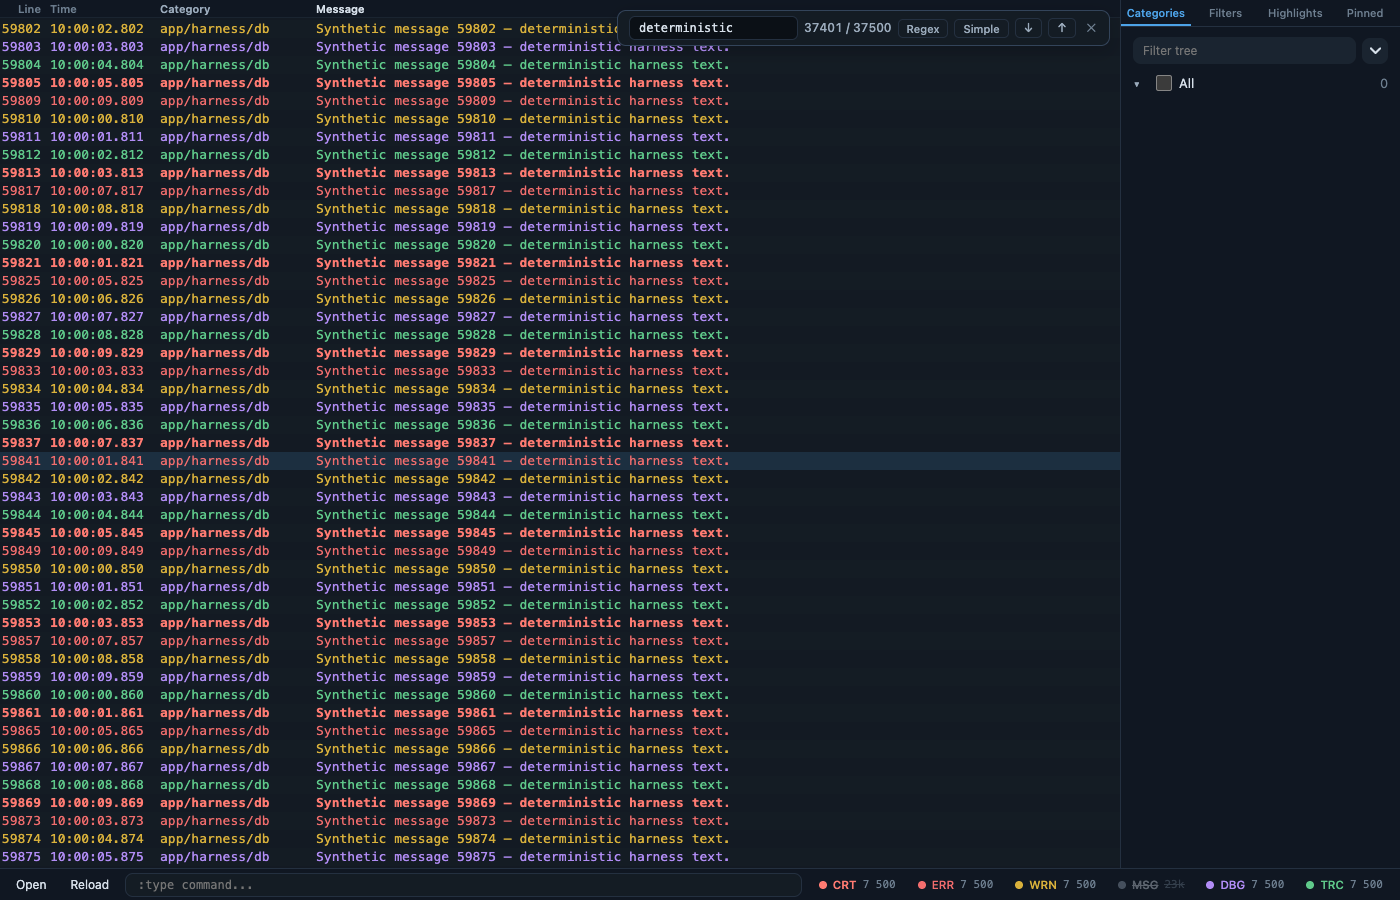 Line Time Category Message
59802 10:00:02.802 app/harness/db Synthetic message 59802 — deterministic
deterministic 37401 / 37500 Regex Simple ↓ ↑ ×
59803 10:00:03.803 app/harness/db Synthetic message 59803 — deterministic harness text.
59804 10:00:04.804 app/harness/db Synthetic message 59804 — deterministic harness text.
59805 10:00:05.805 app/harness/db Synthetic message 59805 — deterministic harness text.
59809 10:00:09.809 app/harness/db Synthetic message 59809 — deterministic harness text.
59810 10:00:00.810 app/harness/db Synthetic message 59810 — deterministic harness text.
59811 10:00:01.811 app/harness/db Synthetic message 59811 — deterministic harness text.
59812 10:00:02.812 app/harness/db Synthetic message 59812 — deterministic harness text.
59813 10:00:03.813 app/harness/db Synthetic message 59813 — deterministic harness text.
59817 10:00:07.817 app/harness/db Synthetic message 59817 — deterministic harness text.
59818 10:00:08.818 app/harness/db Synthetic message 59818 — deterministic harness text.
59819 10:00:09.819 app/harness/db Synthetic message 59819 — deterministic harness text.
59820 10:00:00.820 app/harness/db Synthetic message 59820 — deterministic harness text.
59821 10:00:01.821 app/harness/db Synthetic message 59821 — deterministic harness text.
59825 10:00:05.825 app/harness/db Synthetic message 59825 — deterministic harness text.
59826 10:00:06.826 app/harness/db Synthetic message 59826 — deterministic harness text.
59827 10:00:07.827 app/harness/db Synthetic message 59827 — deterministic harness text.
59828 10:00:08.828 app/harness/db Synthetic message 59828 — deterministic harness text.
59829 10:00:09.829 app/harness/db Synthetic message 59829 — deterministic harness text.
59833 10:00:03.833 app/harness/db Synthetic message 59833 — deterministic harness text.
59834 10:00:04.834 app/harness/db Synthetic message 59834 — deterministic harness text.
59835 10:00:05.835 app/harness/db Synthetic message 59835 — deterministic harness text.
59836 10:00:06.836 app/harness/db Synthetic message 59836 — deterministic harness text.
59837 10:00:07.837 app/harness/db Synthetic message 59837 — deterministic harness text.
59841 10:00:01.841 app/harness/db Synthetic message 59841 — deterministic harness text.
59842 10:00:02.842 app/harness/db Synthetic message 59842 — deterministic harness text.
59843 10:00:03.843 app/harness/db Synthetic message 59843 — deterministic harness text.
59844 10:00:04.844 app/harness/db Synthetic message 59844 — deterministic harness text.
59845 10:00:05.845 app/harness/db Synthetic message 59845 — deterministic harness text.
59849 10:00:09.849 app/harness/db Synthetic message 59849 — deterministic harness text.
59850 10:00:00.850 app/harness/db Synthetic message 59850 — deterministic harness text.
59851 10:00:01.851 app/harness/db Synthetic message 59851 — deterministic harness text.
59852 10:00:02.852 app/harness/db Synthetic message 59852 — deterministic harness text.
59853 10:00:03.853 app/harness/db Synthetic message 59853 — deterministic harness text.
59857 10:00:07.857 app/harness/db Synthetic message 59857 — deterministic harness text.
59858 10:00:08.858 app/harness/db Synthetic message 59858 — deterministic harness text.
59859 10:00:09.859 app/harness/db Synthetic message 59859 — deterministic harness text.
59860 10:00:00.860 app/harness/db Synthetic message 59860 — deterministic harness text.
59861 10:00:01.861 app/harness/db Synthetic message 59861 — deterministic harness text.
59865 10:00:05.865 app/harness/db Synthetic message 59865 — deterministic harness text.
59866 10:00:06.866 app/harness/db Synthetic message 59866 — deterministic harness text.
59867 10:00:07.867 app/harness/db Synthetic message 59867 — deterministic harness text.
59868 10:00:08.868 app/harness/db Synthetic message 59868 — deterministic harness text.
59869 10:00:09.869 app/harness/db Synthetic message 59869 — deterministic harness text.
59873 10:00:03.873 app/harness/db Synthetic message 59873 — deterministic harness text.
59874 10:00:04.874 app/harness/db Synthetic message 59874 — deterministic harness text.
59875 10:00:05.875 app/harness/db Synthetic message 59875 — deterministic harness text.
Categories Filters Highlights Pinned
Filter tree
All 0
Open Reload :type command... CRT 7 500 ERR 7 500 WRN 7 500 MSG 23k DBG 7 500 TRC 7 500